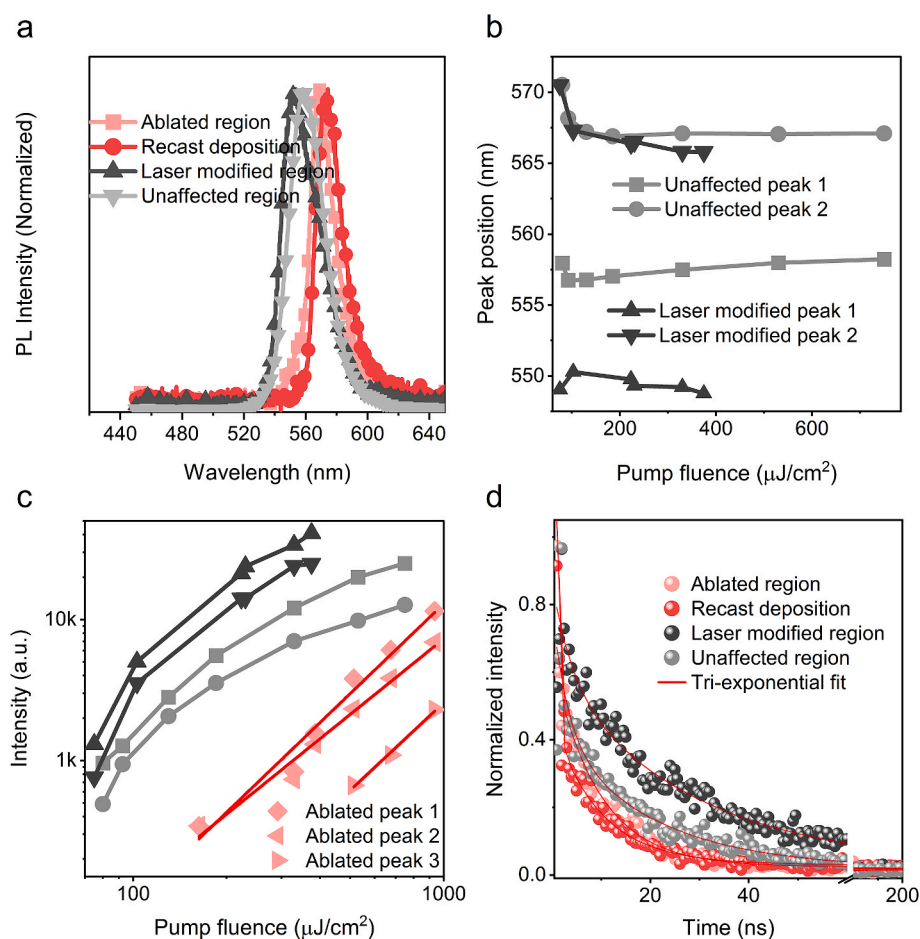 a
PL Intensity (Normalized)
Ablated region
Recast deposition
Laser modified region
Unaffected region
440 480 520 560 600 640
Wavelength (nm)
b
Peak position (nm)
570
565
560
555
550
Unaffected peak 1
Unaffected peak 2
Laser modified peak 1
Laser modified peak 2
200 400 600
Pump fluence (μJ/cm²)
c
Intensity (a.u.)
10k
1k
Ablated peak 1
Ablated peak 2
Ablated peak 3
100 1000
Pump fluence (μJ/cm²)
d
Normalized intensity
0.8
0.4
0.0
Ablated region
Recast deposition
Laser modified region
Unaffected region
Tri-exponential fit
20 40 200
Time (ns)